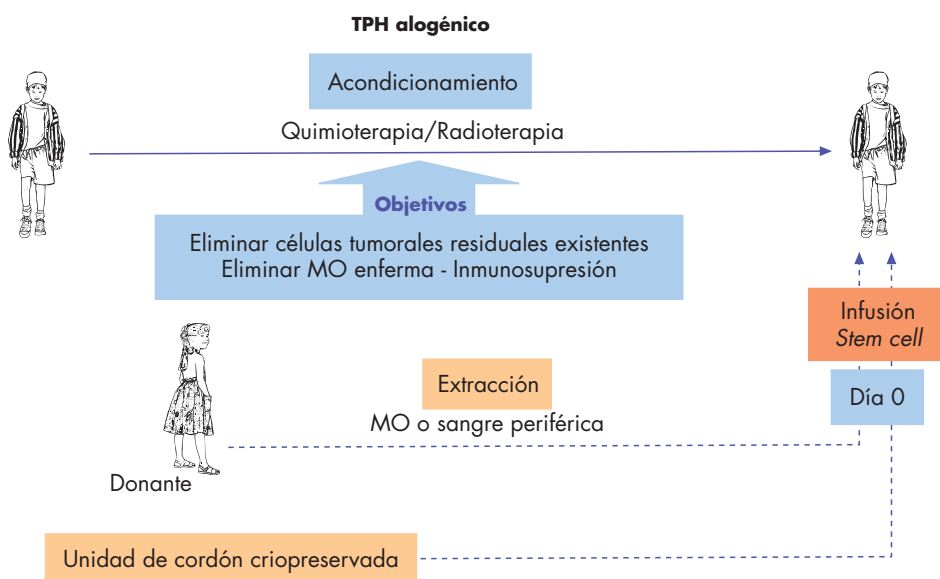 TPH alogénico
Acondicionamiento
Quimioterapia/Radioterapia
Objetivos
Eliminar células tumorales residuales existentes
Eliminar MO enferma - Inmunosupresión
Infusión
Stem cell
Día 0
Extracción
MO o sangre periférica
Donante
Unidad de cordón criopreservada